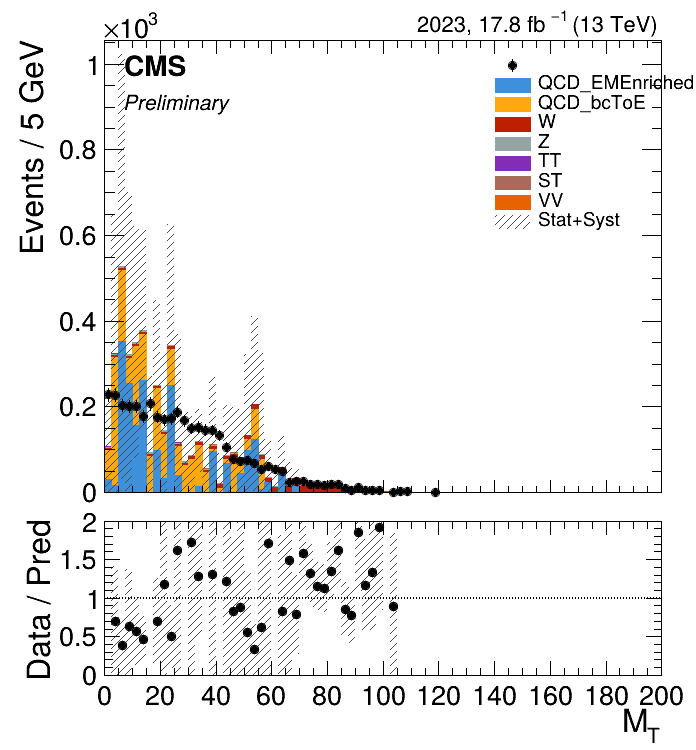 ×10³
2023, 17.8 fb⁻¹ (13 TeV)
Events / 5 GeV
1
0.8
0.6
0.4
0.2
0
CMS
Preliminary
QCD_EMEnriched
QCD_bcToE
W
Z
TT
ST
VV
Stat+Syst
Data / Pred
2
1.5
1
0.5
0
0 20 40 60 80 100 120 140 160 180 200
M_T